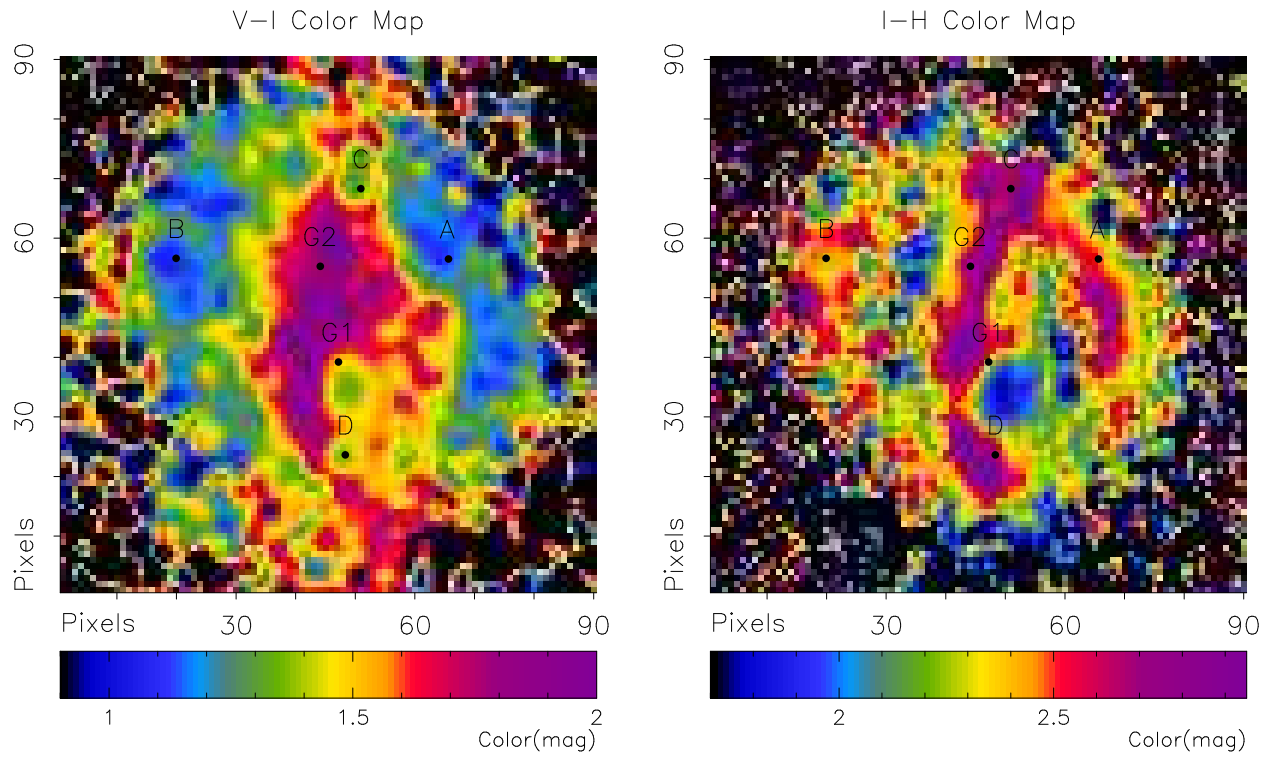 V-I Color Map
90
60
30
Pixels
C
B
G2
A
G1
D
Pixels
30
60
90
1
1.5
2
Color(mag)
I-H Color Map
90
60
30
Pixels
C
B
G2
A
G1
D
Pixels
30
60
90
2
2.5
Color(mag)